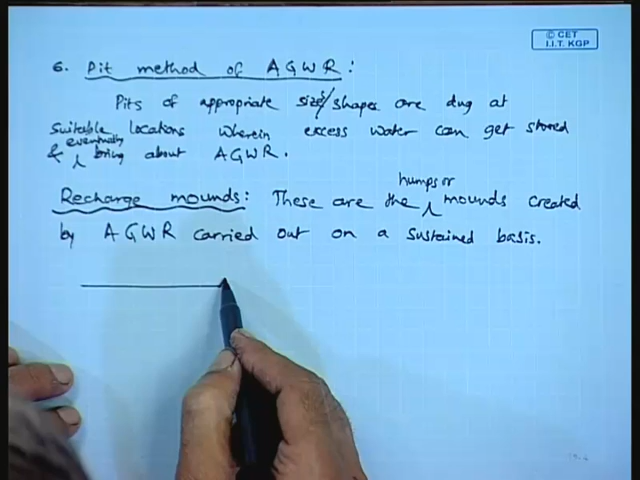 © CET
I.I.T. KGP
6. Pit method of AGWR:
Pits of appropriate sizes/shapes are dug at
suitable locations wherein excess water can get stored
& eventually bring about AGWR.
Recharge mounds: These are the humps or mounds created
by AGWR carried out on a sustained basis.